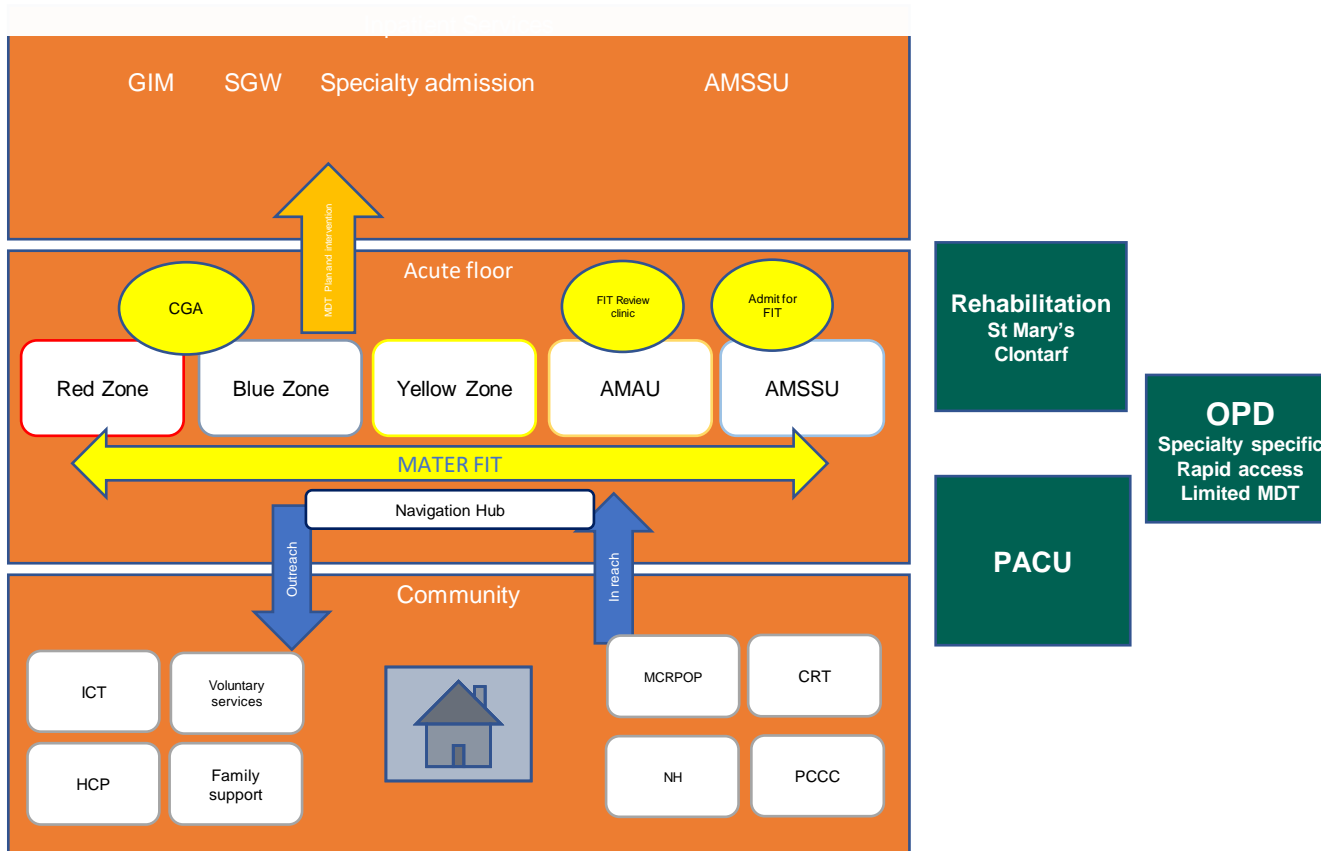 Inpatient Services
GIM SGW Specialty admission AMSSU
MDT Plan and intervention
Acute floor
CGA
FIT Review
clinic
Admit for
FIT
Red Zone
Blue Zone
Yellow Zone
AMAU
AMSSU
MATER FIT
Navigation Hub
Outreach
In reach
Community
ICT
Voluntary
services
HCP
Family
support
MCRPOP
CRT
NH
PCCC
Rehabilitation
St Mary's
Clontarf
OPD
Specialty specific
Rapid access
Limited MDT
PACU